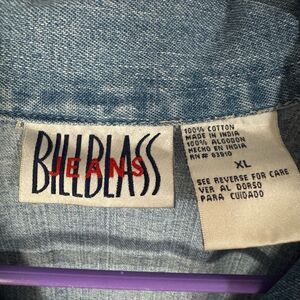 BILLBLASS
JEANS
100% COTTON
MADE IN INDIA
100% ALGODON
HECHO EN INDIA
RN# 83910
XL
SEE REVERSE FOR CARE
VER AL DORSO
PARA CUIDADO